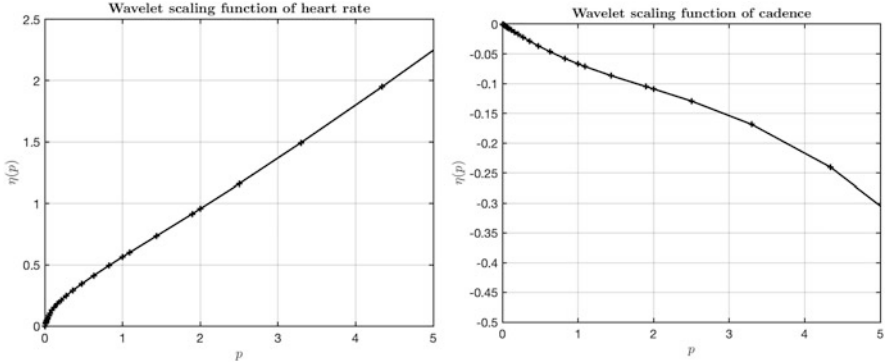 Wavelet scaling function of heart rate
2.5
2
1.5
1
0.5
0
η(p)
0 1 2 3 4 5
p
Wavelet scaling function of cadence
0
-0.05
-0.1
-0.15
-0.2
-0.25
-0.3
-0.35
-0.4
-0.45
-0.5
η(p)
0 1 2 3 4 5
p